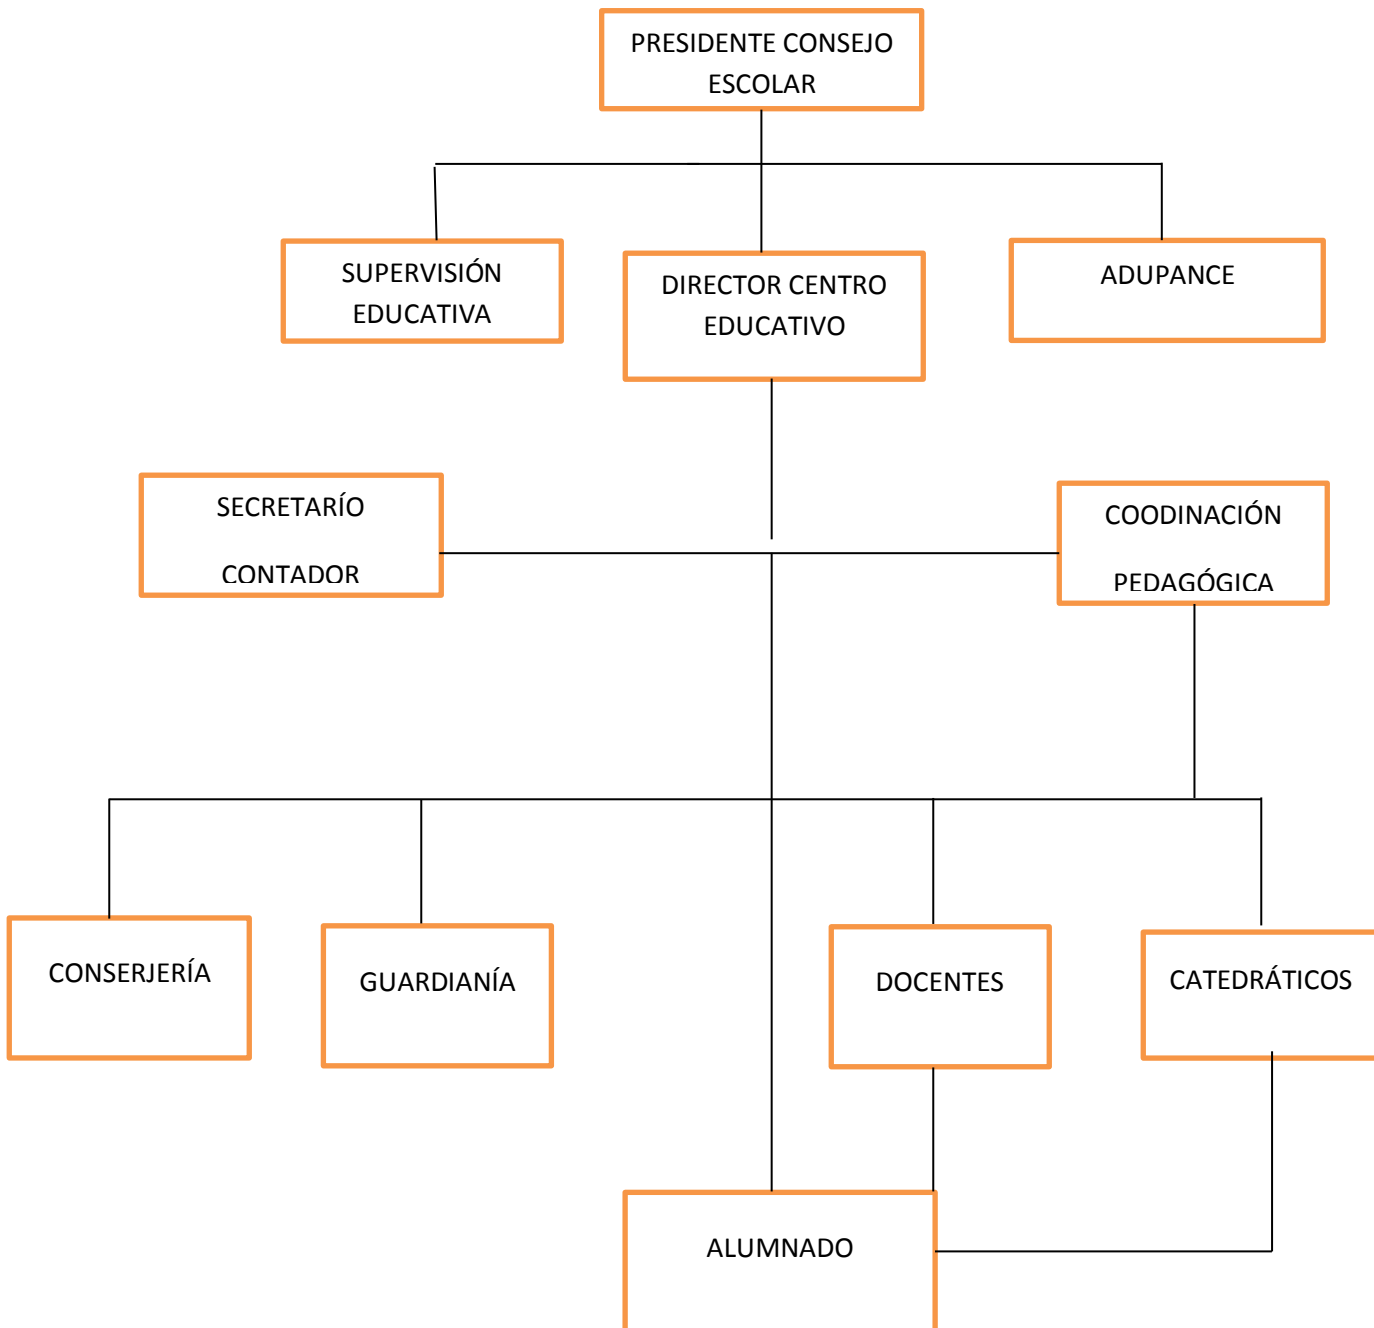 PRESIDENTE CONSEJO
ESCOLAR
SUPERVISIÓN
EDUCATIVA
DIRECTOR CENTRO
EDUCATIVO
ADUPANCE
SECRETARÍO
CONTADOR
COODINACIÓN
PEDAGÓGICA
CONSERJERÍA
GUARDIANÍA
DOCENTES
CATEDRÁTICOS
ALUMNADO